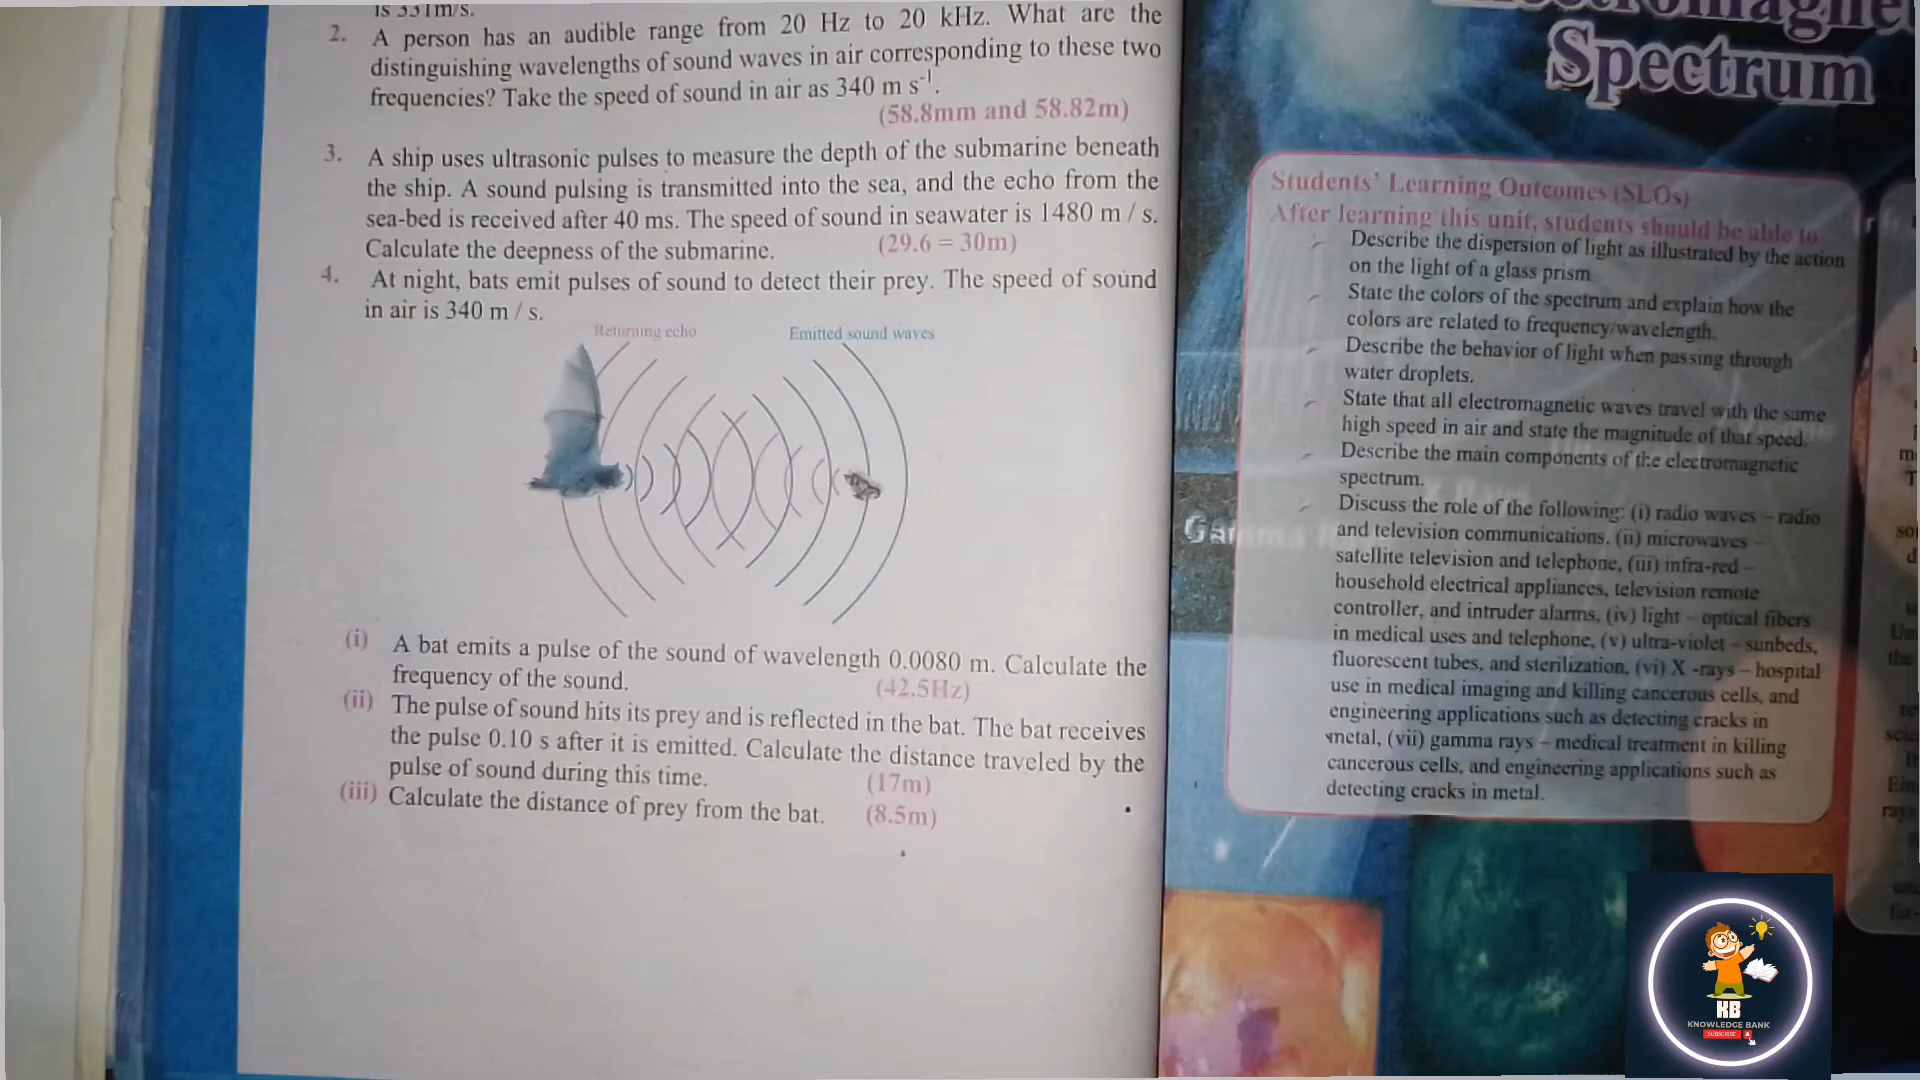 is 331m/s.
2. A person has an audible range from 20 Hz to 20 kHz. What are the
distinguishing wavelengths of sound waves in air corresponding to these two
frequencies? Take the speed of sound in air as 340 m s⁻¹.
(58.8mm and 58.82m)
3. A ship uses ultrasonic pulses to measure the depth of the submarine beneath
the ship. A sound pulsing is transmitted into the sea, and the echo from the
sea-bed is received after 40 ms. The speed of sound in seawater is 1480 m / s.
Calculate the deepness of the submarine. (29.6 = 30m)
4. At night, bats emit pulses of sound to detect their prey. The speed of sound
in air is 340 m / s.
Returning echo
Emitted sound waves
(i) A bat emits a pulse of the sound of wavelength 0.0080 m. Calculate the
frequency of the sound. (42.5Hz)
(ii) The pulse of sound hits its prey and is reflected in the bat. The bat receives
the pulse 0.10 s after it is emitted. Calculate the distance traveled by the
pulse of sound during this time. (17m)
(iii) Calculate the distance of prey from the bat. (8.5m)
Spectrum
Students' Learning Outcomes (SLOs)
After learning this unit, students should be able to
Describe the dispersion of light as illustrated by the action
on the light of a glass prism
State the colors of the spectrum and explain how the
colors are related to frequency/wavelength.
Describe the behavior of light when passing through
water droplets.
State that all electromagnetic waves travel with the same
high speed in air and state the magnitude of that speed.
Describe the main components of the electromagnetic
spectrum.
Discuss the role of the following: (i) radio waves – radio
and television communications, (ii) microwaves –
satellite television and telephone, (iii) infra-red –
household electrical appliances, television remote
controller, and intruder alarms, (iv) light – optical fibers
in medical uses and telephone, (v) ultra-violet – sunbeds,
fluorescent tubes, and sterilization, (vi) X -rays – hospital
use in medical imaging and killing cancerous cells, and
engineering applications such as detecting cracks in
metal, (vii) gamma rays – medical treatment in killing
cancerous cells, and engineering applications such as
detecting cracks in metal.
KB
KNOWLEDGE BANK
SUBSCRIBE